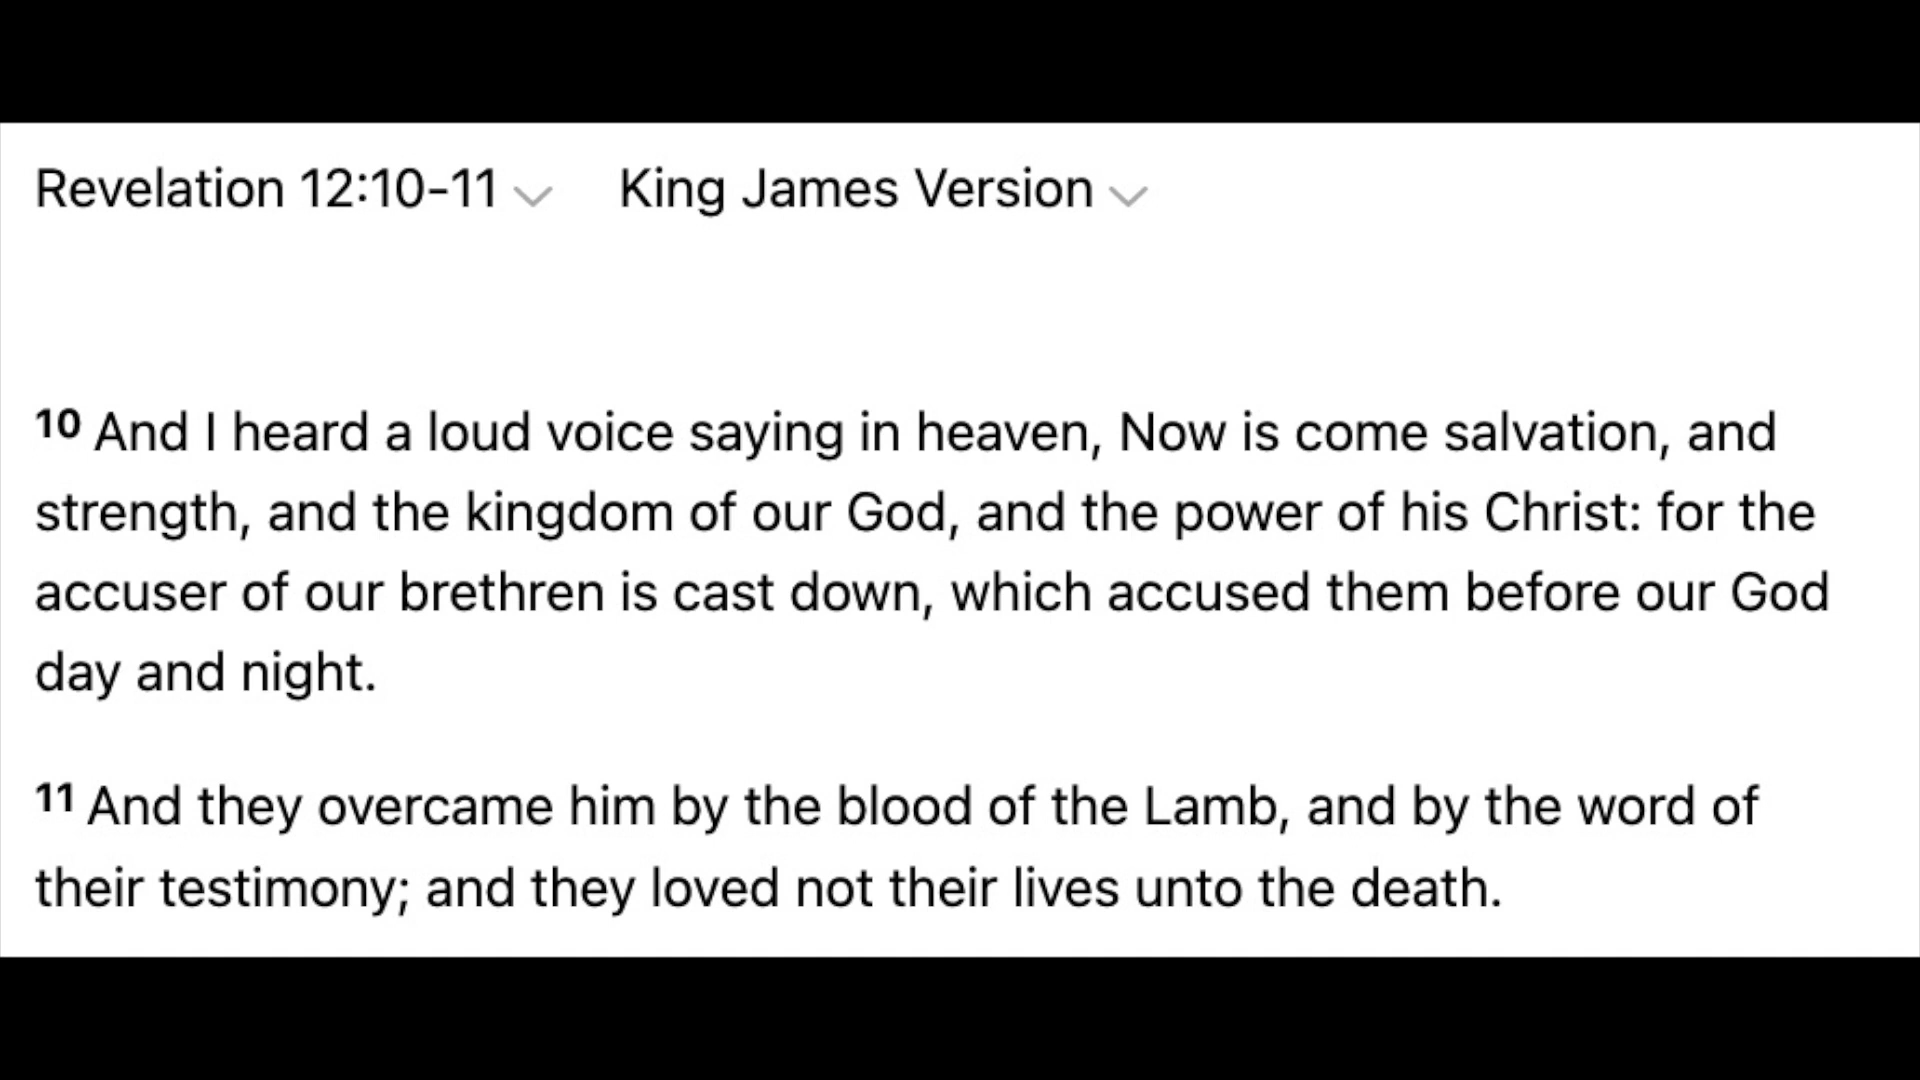 Revelation 12:10-11 King James Version
10 And I heard a loud voice saying in heaven, Now is come salvation, and
strength, and the kingdom of our God, and the power of his Christ: for the
accuser of our brethren is cast down, which accused them before our God
day and night.
11 And they overcame him by the blood of the Lamb, and by the word of
their testimony; and they loved not their lives unto the death.